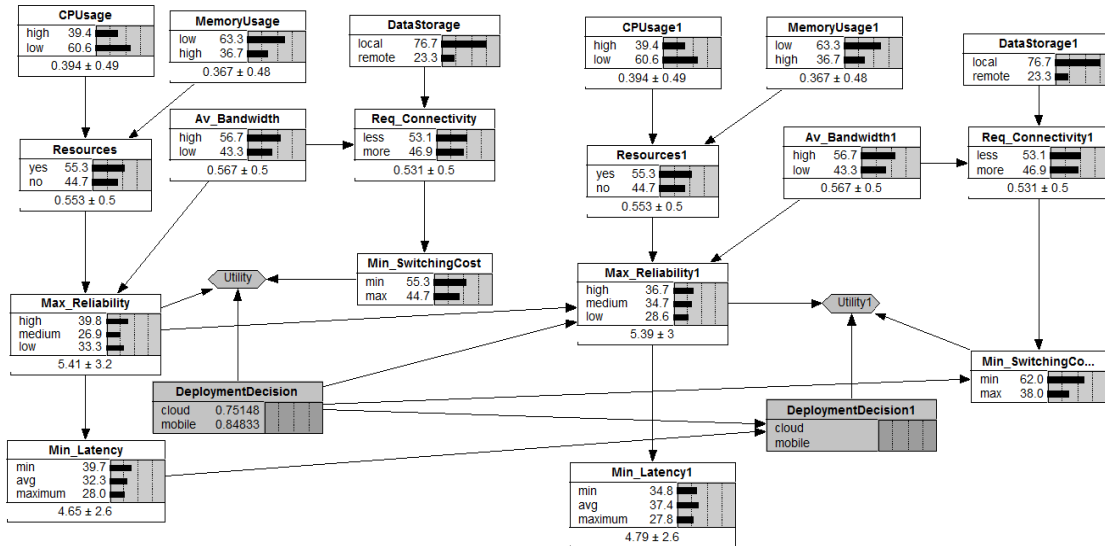 CPUsage
high 39.4
low 60.6
0.394 ± 0.49
MemoryUsage
low 63.3
high 36.7
0.367 ± 0.48
DataStorage
local 76.7
remote 23.3
Resources
yes 55.3
no 44.7
0.553 ± 0.5
Av_Bandwidth
high 56.7
low 43.3
0.567 ± 0.5
Req_Connectivity
less 53.1
more 46.9
0.531 ± 0.5
Utility
Min_SwitchingCost
min 55.3
max 44.7
Max_Reliability
high 39.8
medium 26.9
low 33.3
5.41 ± 3.2
DeploymentDecision
cloud 0.75148
mobile 0.84833
Min_Latency
min 39.7
avg 32.3
maximum 28.0
4.65 ± 2.6
CPUsage1
high 39.4
low 60.6
0.394 ± 0.49
MemoryUsage1
low 63.3
high 36.7
0.367 ± 0.48
DataStorage1
local 76.7
remote 23.3
Resources1
yes 55.3
no 44.7
0.553 ± 0.5
Av_Bandwidth1
high 56.7
low 43.3
0.567 ± 0.5
Req_Connectivity1
less 53.1
more 46.9
0.531 ± 0.5
Max_Reliability1
high 36.7
medium 34.7
low 28.6
5.39 ± 3
Utility1
Min_SwitchingCo...
min 62.0
max 38.0
DeploymentDecision1
cloud
mobile
Min_Latency1
min 34.8
avg 37.4
maximum 27.8
4.79 ± 2.6